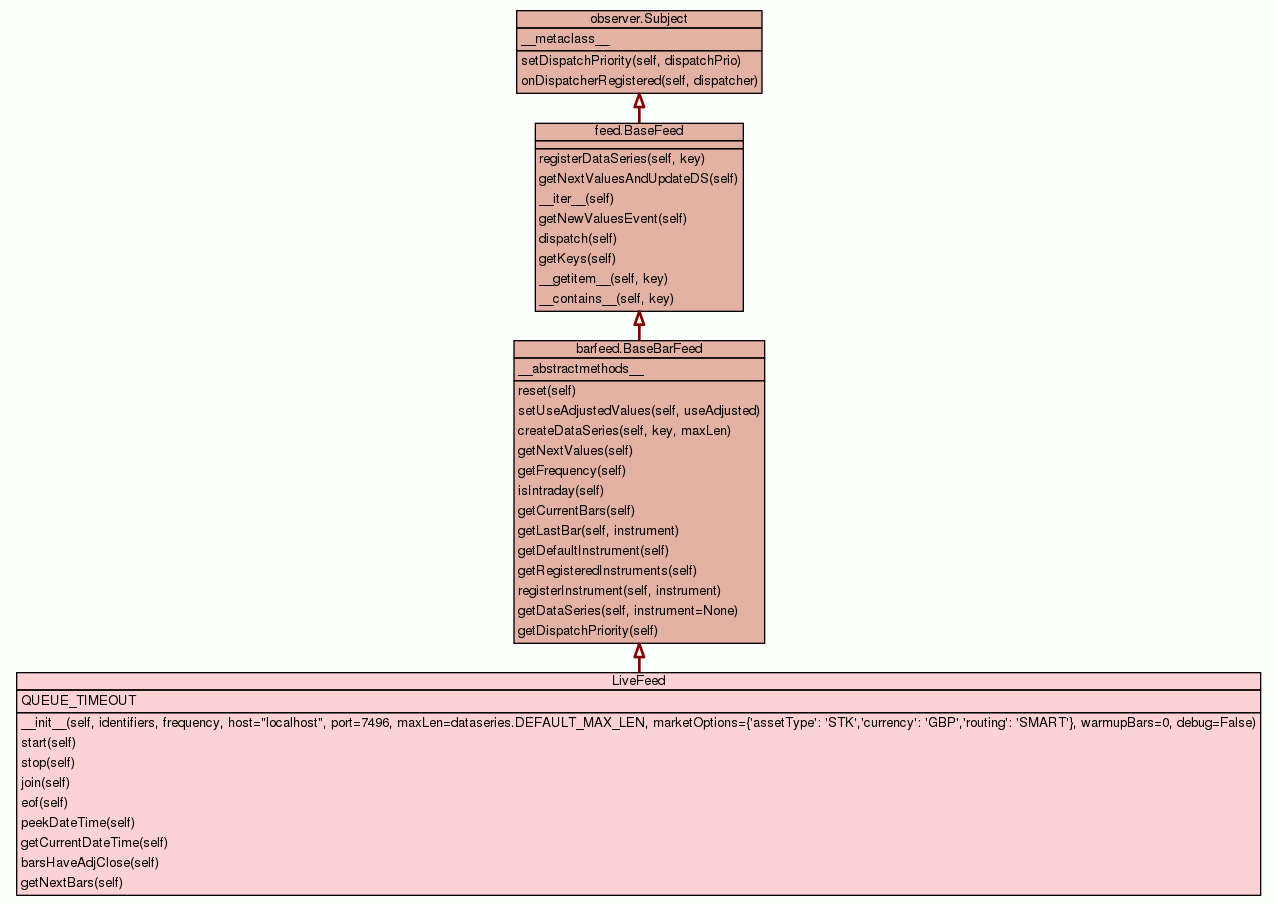 observer.Subject
__metaclass__
setDispatchPriority(self, dispatchPrio)
onDispatcherRegistered(self, dispatcher)
feed.BaseFeed
registerDataSeries(self, key)
getNextValuesAndUpdateDS(self)
__iter__(self)
getNewValuesEvent(self)
dispatch(self)
getKeys(self)
__getitem__(self, key)
__contains__(self, key)
barfeed.BaseBarFeed
__abstractmethods__
reset(self)
setUseAdjustedValues(self, useAdjusted)
createDataSeries(self, key, maxLen)
getNextValues(self)
getFrequency(self)
isIntraday(self)
getCurrentBars(self)
getLastBar(self, instrument)
getDefaultInstrument(self)
getRegisteredInstruments(self)
registerInstrument(self, instrument)
getDataSeries(self, instrument=None)
getDispatchPriority(self)
LiveFeed
QUEUE_TIMEOUT
__init__(self, identifiers, frequency, host="localhost", port=7496, maxLen=dataseries.DEFAULT_MAX_LEN, marketOptions={'assetType': 'STK','currency': 'GBP','routing': 'SMART'}, warmupBars=0, debug=False)
start(self)
stop(self)
join(self)
eof(self)
peekDateTime(self)
getCurrentDateTime(self)
barsHaveAdjClose(self)
getNextBars(self)